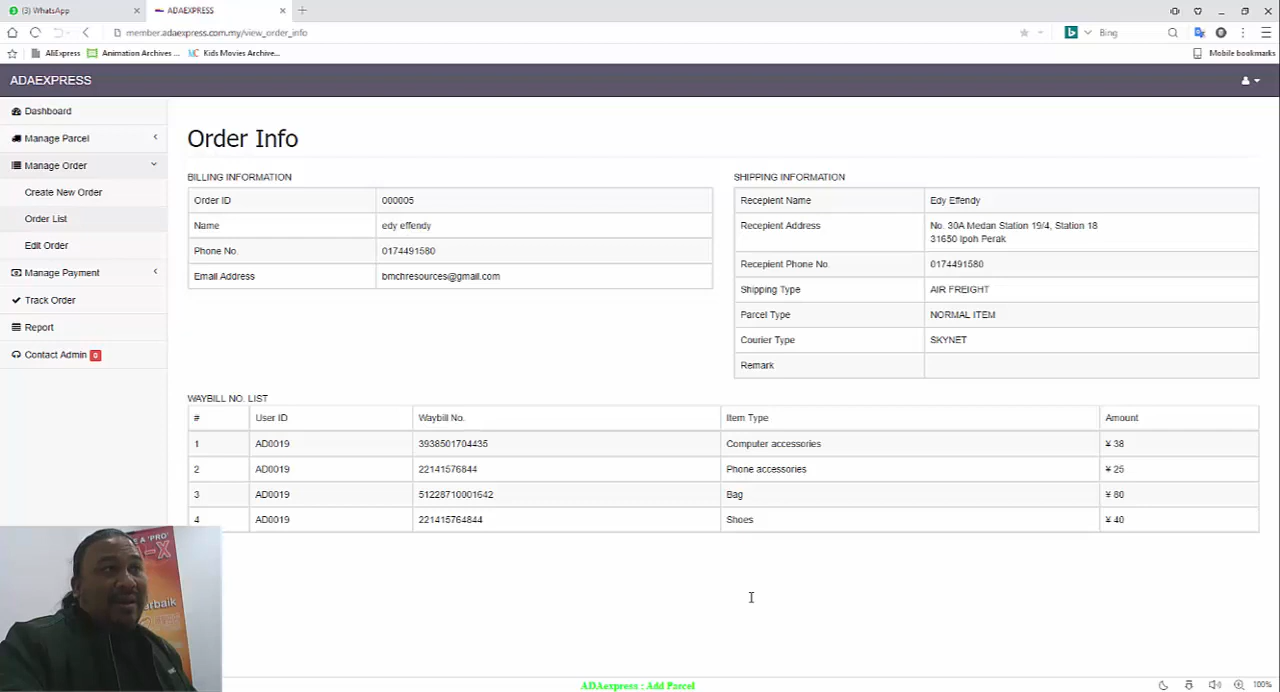 (3) WhatsApp
ADAEXPRESS
member.adaexpress.com.my/view_order_info
Bing
AliExpress
Animation Archives ...
Kids Movies Archive...
Mobile bookmarks
ADAEXPRESS
Dashboard
Manage Parcel
Manage Order
Create New Order
Order List
Edit Order
Manage Payment
Track Order
Report
Contact Admin 0
Order Info
BILLING INFORMATION
Order ID 000005
Name edy effendy
Phone No. 0174491580
Email Address bmchresources@gmail.com
SHIPPING INFORMATION
Recepient Name Edy Effendy
Recepient Address No. 30A Medan Station 19/4, Station 18
31650 Ipoh Perak
Recepient Phone No. 0174491580
Shipping Type AIR FREIGHT
Parcel Type NORMAL ITEM
Courier Type SKYNET
Remark
WAYBILL NO. LIST
# User ID Waybill No. Item Type Amount
1 AD0019 3938501704435 Computer accessories ¥ 38
2 AD0019 22141576844 Phone accessories ¥ 25
3 AD0019 51228710001642 Bag ¥ 80
4 AD0019 221415764844 Shoes ¥ 40
E A 'PRO'
-X
arbaik
ADAexpress : Add Parcel
100%